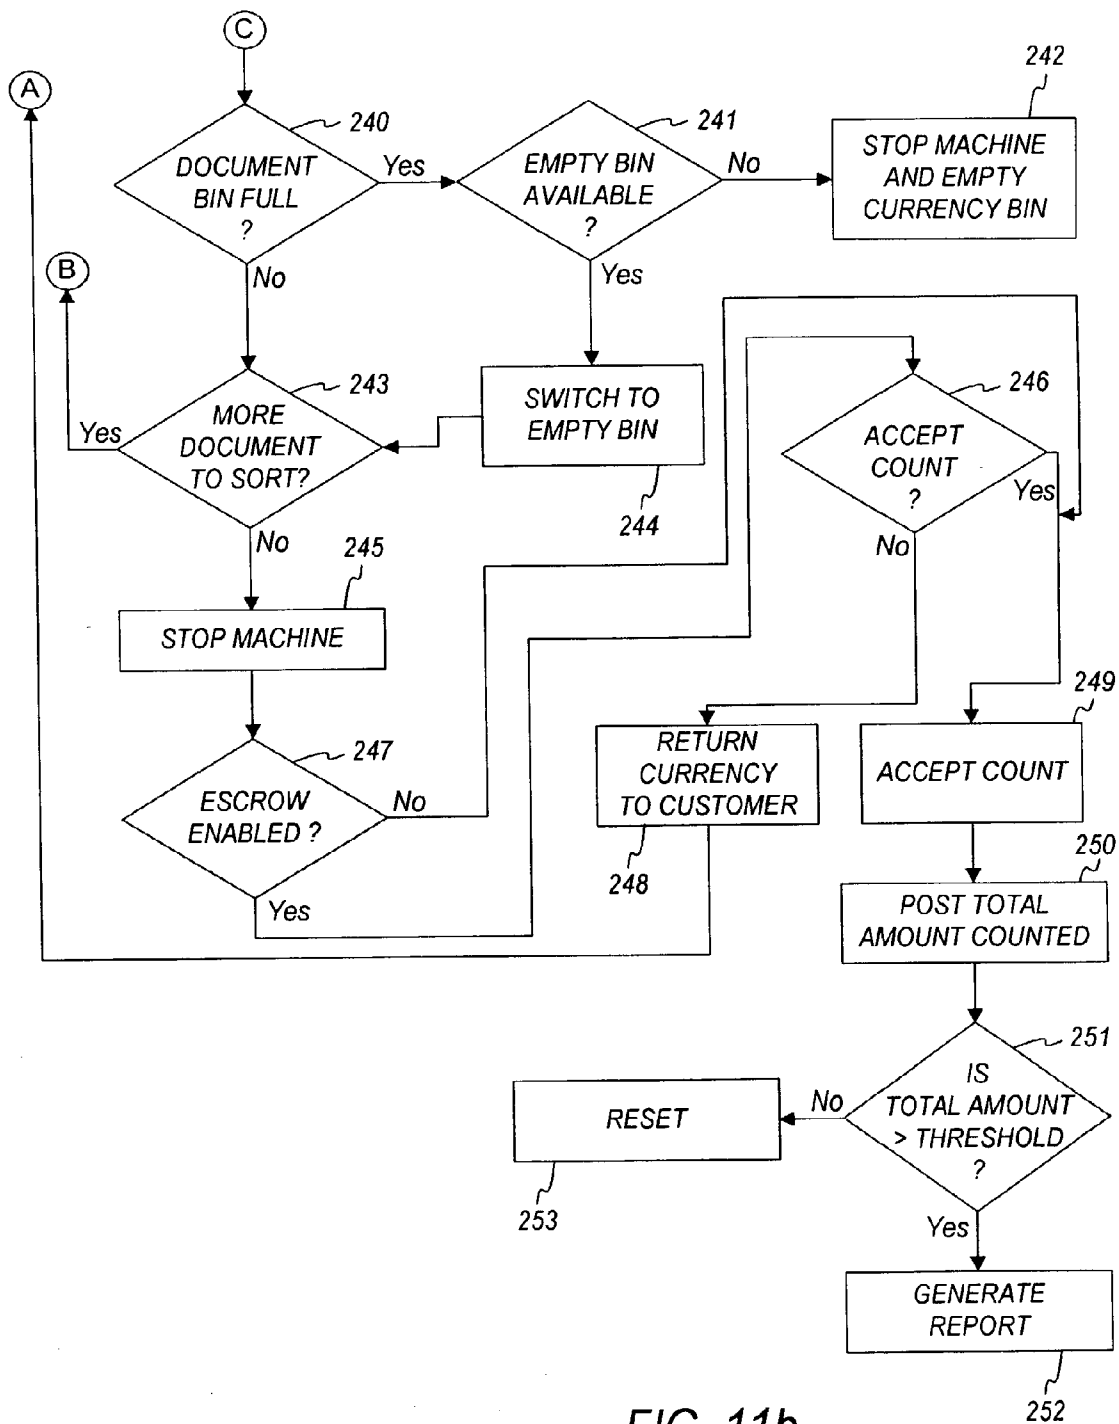 C
A
240
241
242
DOCUMENT
BIN FULL
?
Yes
EMPTY BIN
AVAILABLE
?
No
STOP MACHINE
AND EMPTY
CURRENCY BIN
B
No
Yes
243
MORE
DOCUMENT
TO SORT?
Yes
SWITCH TO
EMPTY BIN
244
246
ACCEPT
COUNT
?
Yes
No
No
245
STOP MACHINE
247
ESCROW
ENABLED ?
No
Yes
RETURN
CURRENCY
TO CUSTOMER
248
249
ACCEPT COUNT
250
POST TOTAL
AMOUNT COUNTED
251
IS
TOTAL AMOUNT
> THRESHOLD
?
No
RESET
253
Yes
GENERATE
REPORT
252
FIG. 11b